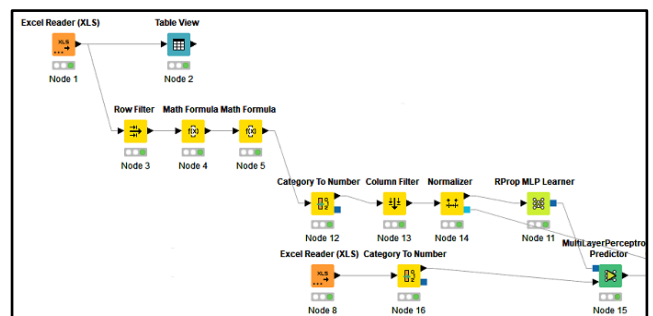 Excel Reader (XLS) Table View
XLS
Node 1 Node 2
Row Filter Math Formula Math Formula
f(x) f(x)
Node 3 Node 4 Node 5
Category To Number Column Filter Normalizer RProp MLP Learner
Node 12 Node 13 Node 14 Node 11
MultiLayerPerceptro
Predictor
Excel Reader (XLS) Category To Number
XLS
Node 8 Node 16 Node 15